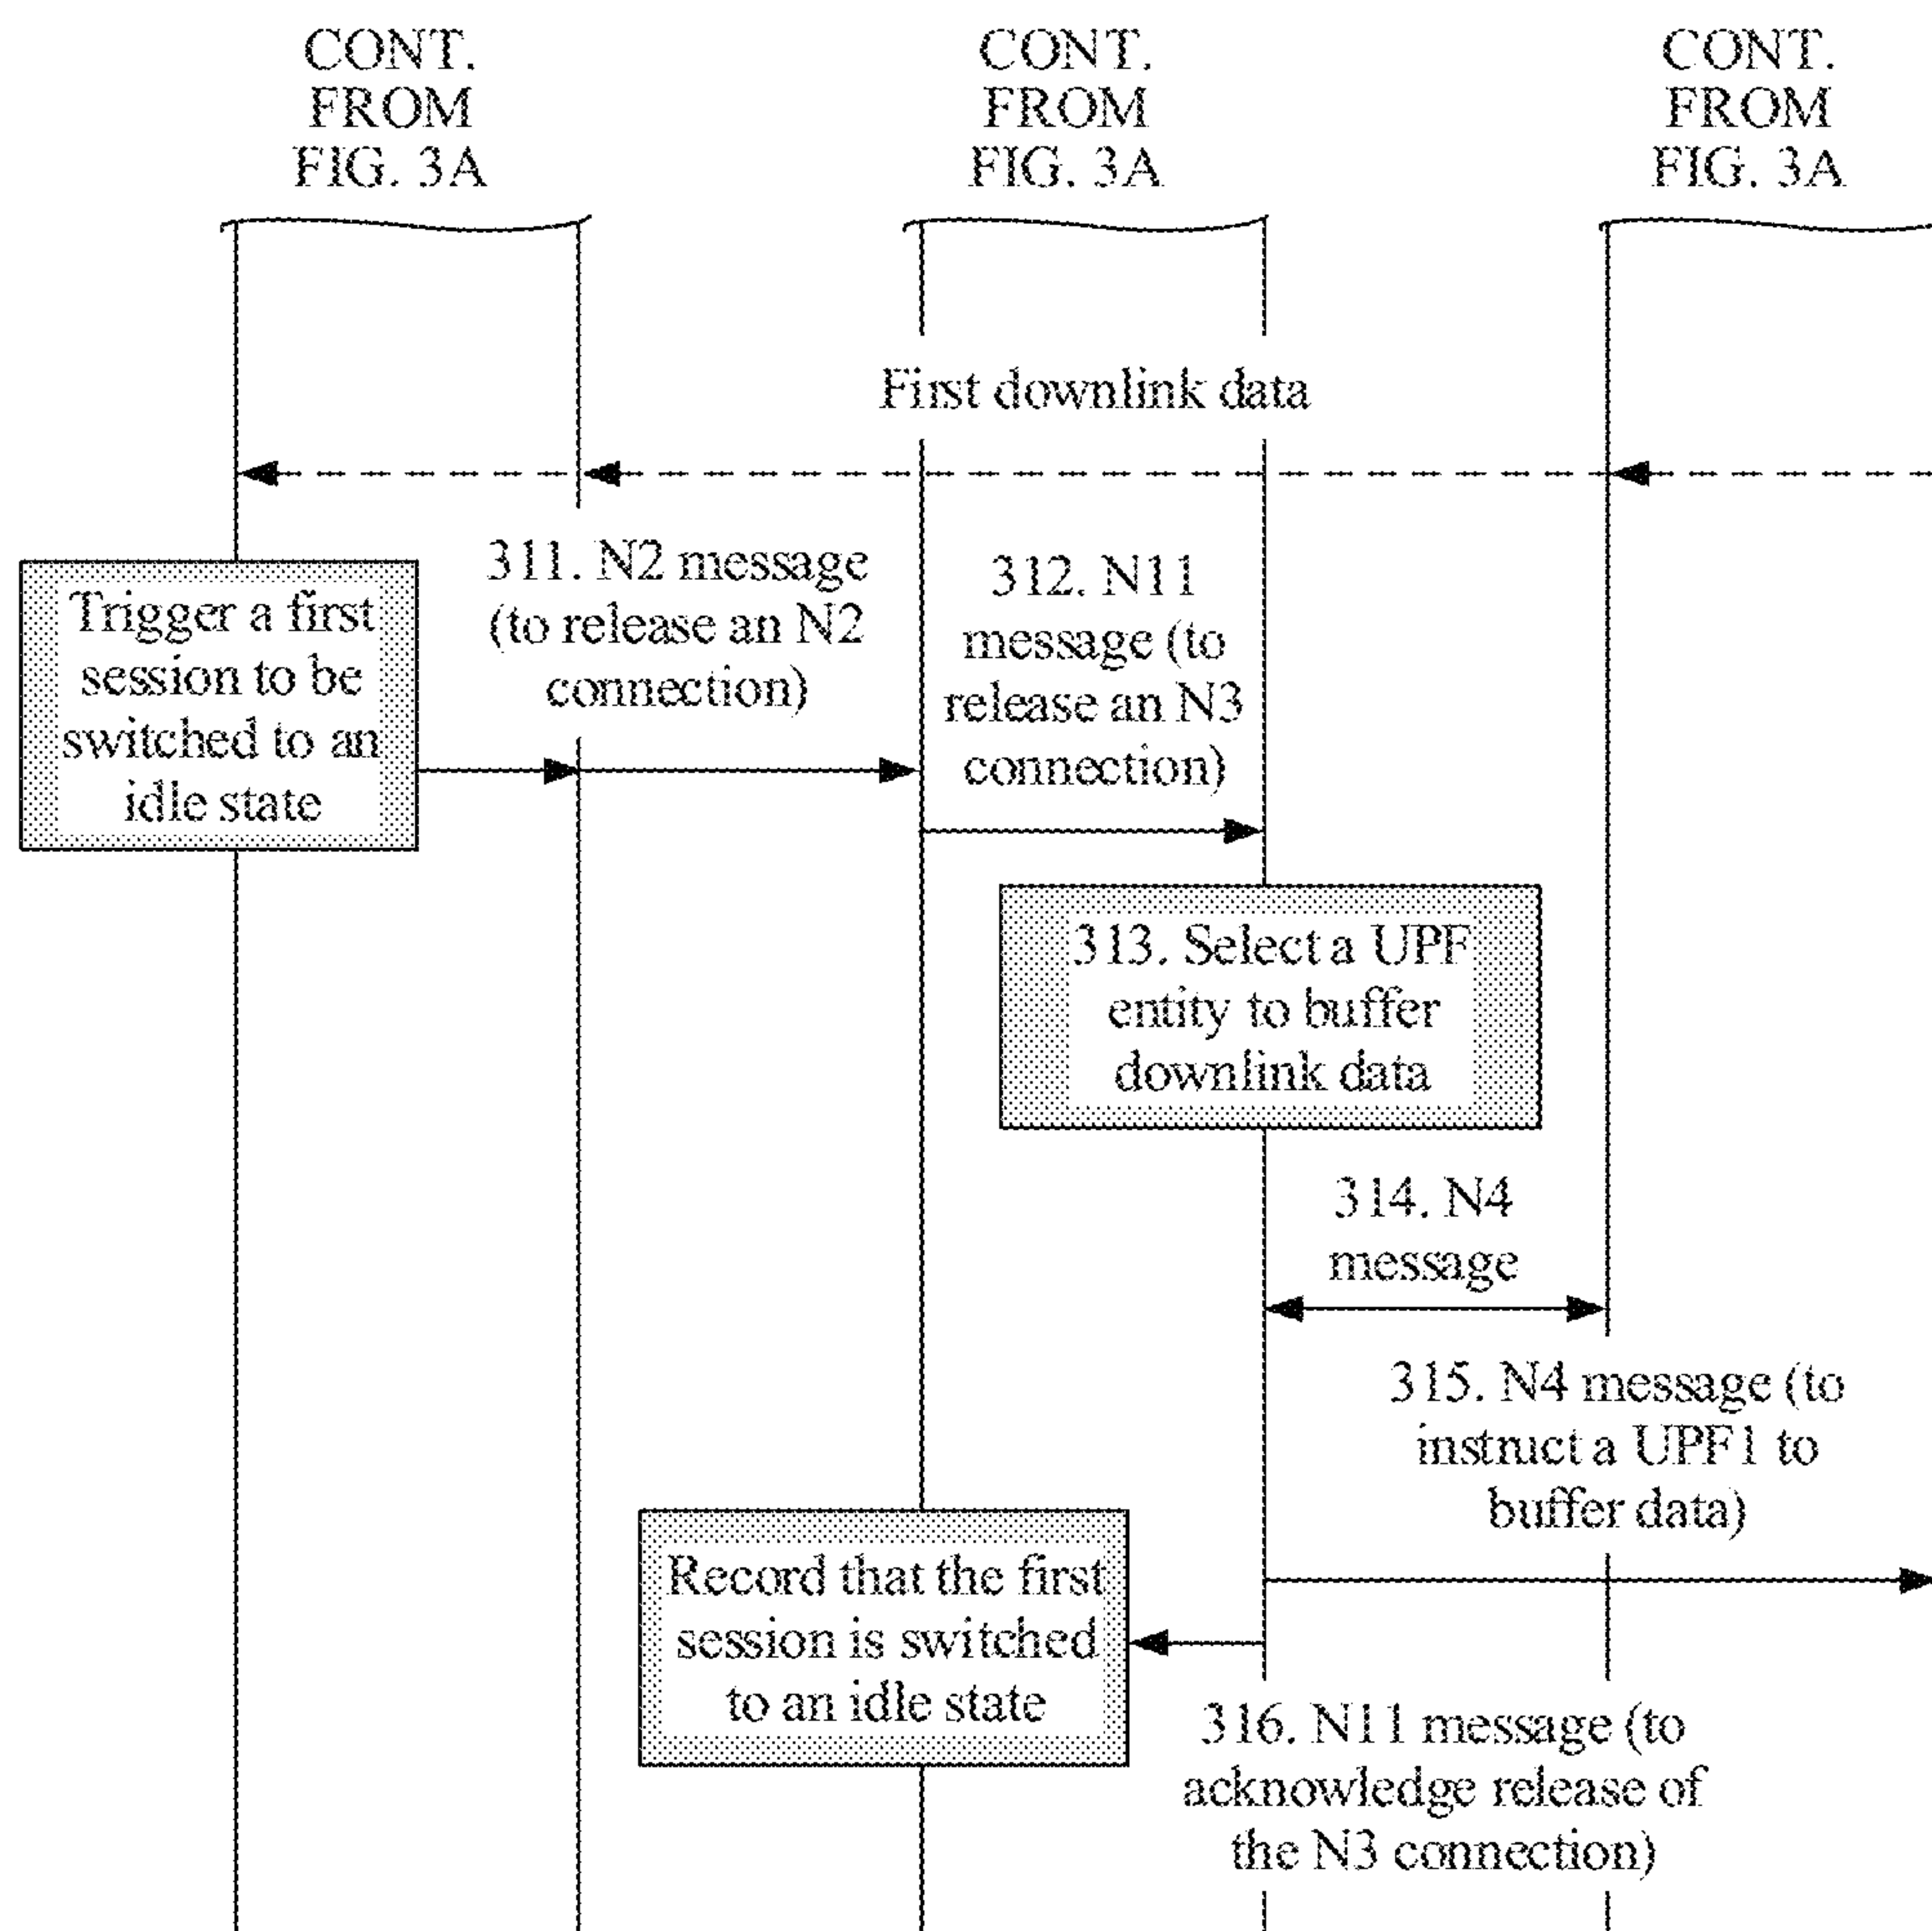 CONT.
FROM
FIG. 3A
CONT.
FROM
FIG. 3A
CONT.
FROM
FIG. 3A
First downlink data
Trigger a first
session to be
switched to an
idle state
311. N2 message
(to release an N2
connection)
312. N11
message (to
release an N3
connection)
313. Select a UPF
entity to buffer
downlink data
314. N4
message
315. N4 message (to
instruct a UPF1 to
buffer data)
Record that the first
session is switched
to an idle state
316. N11 message (to
acknowledge release of
the N3 connection)